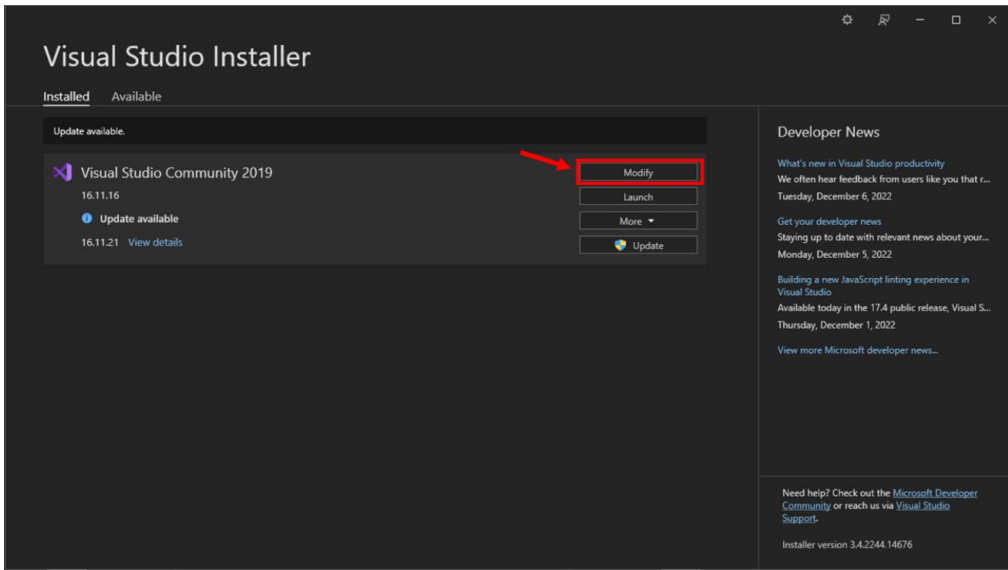 Visual Studio Installer
Installed Available
Update available.
Visual Studio Community 2019
16.11.16
Update available
16.11.21 View details
Modify
Launch
More
Update
Developer News
What's new in Visual Studio productivity
We often hear feedback from users like you that r...
Tuesday, December 6, 2022
Get your developer news
Staying up to date with relevant news about your...
Monday, December 5, 2022
Building a new JavaScript linting experience in
Visual Studio
Available today in the 17.4 public release, Visual S...
Thursday, December 1, 2022
View more Microsoft developer news...
Need help? Check out the Microsoft Developer
Community or reach us via Visual Studio
Support.
Installer version 3.4.2244.14676